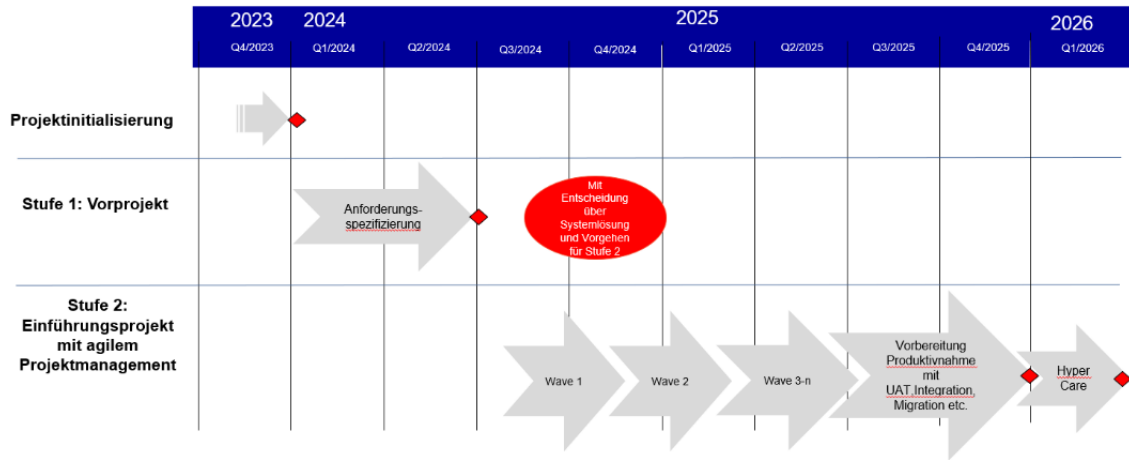 2023
2024
2025
2026
Q4/2023
Q1/2024
Q2/2024
Q3/2024
Q4/2024
Q1/2025
Q2/2025
Q3/2025
Q4/2025
Q1/2026
Projektinitialisierung
Stufe 1: Vorprojekt
Anforderungs-
spezifizierung
Mit
Entscheidung
über
Systemlösung
und Vorgehen
für Stufe 2
Stufe 2:
Einführungsprojekt
mit agilem
Projektmanagement
Wave 1
Wave 2
Wave 3-n
Vorbereitung
Produktivnahme
mit
UAT,Integration,
Migration etc.
Hyper
Care